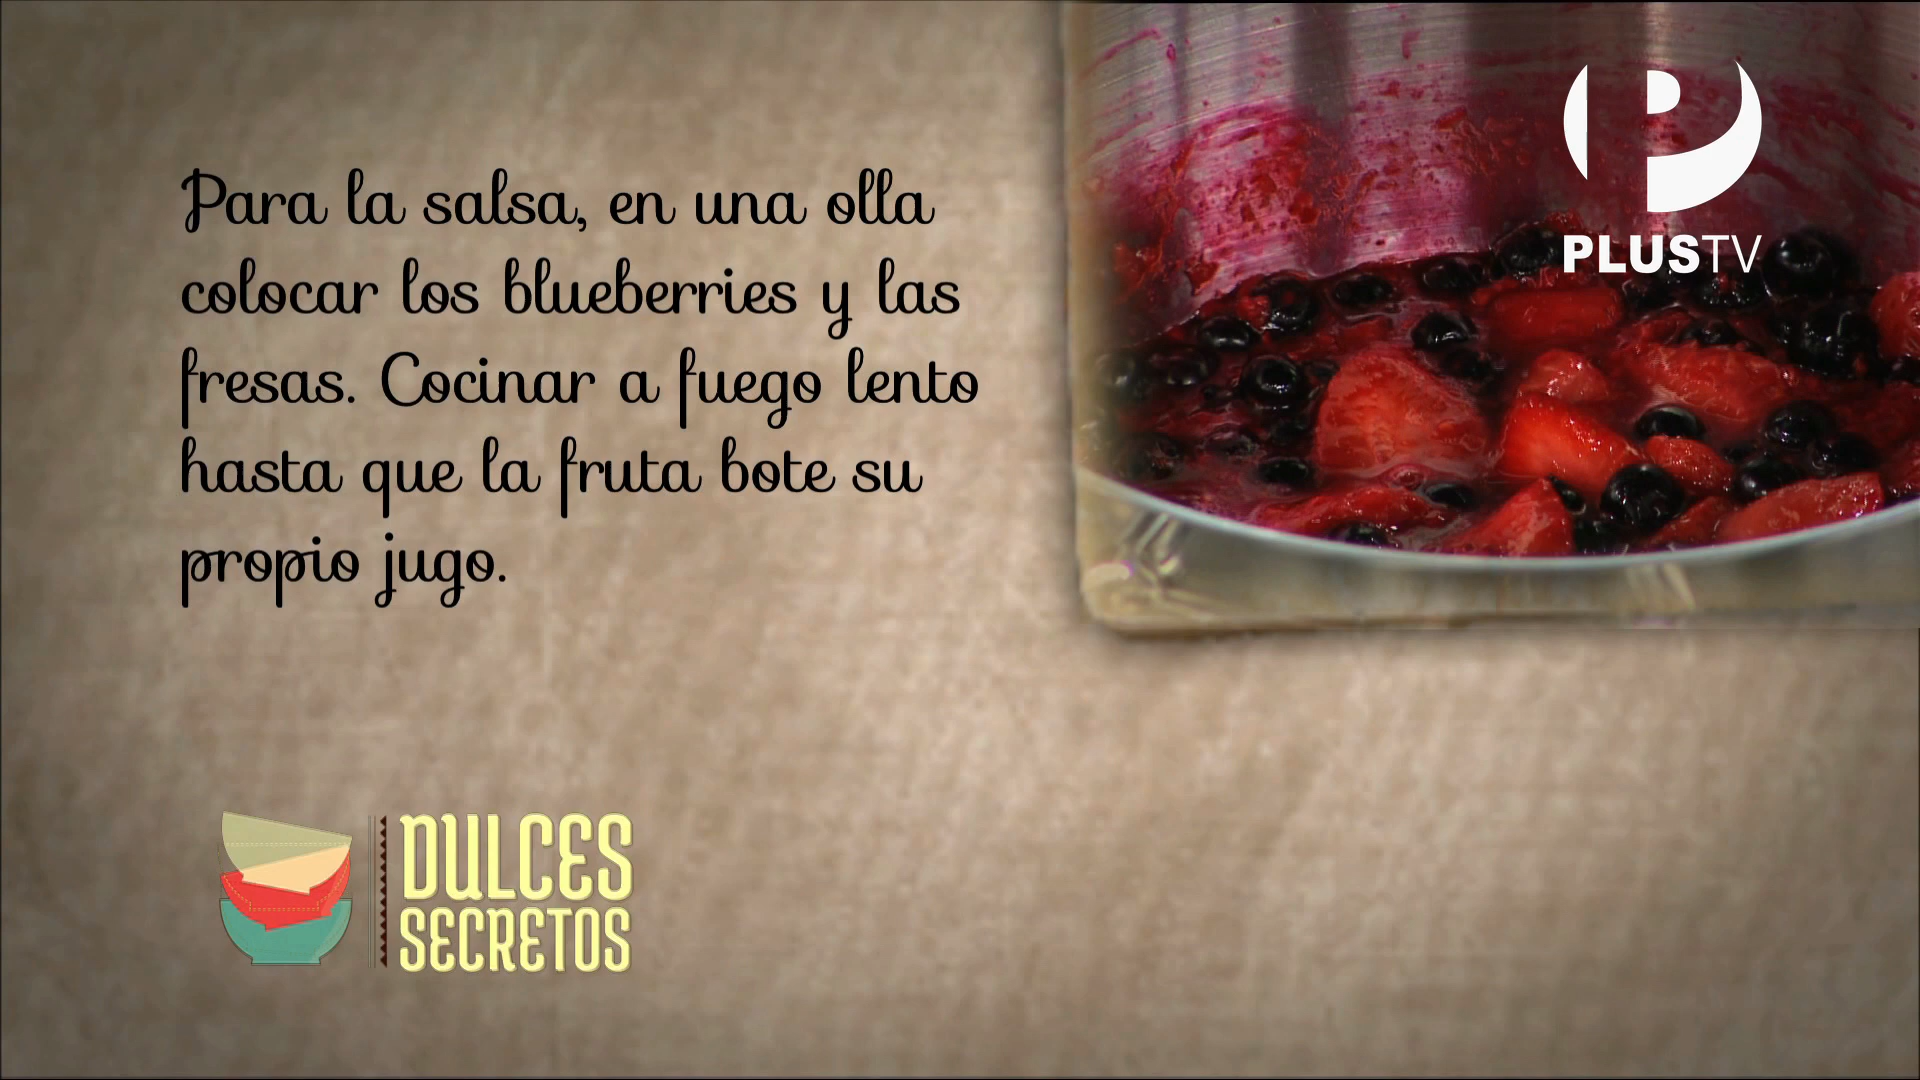 Para la salsa, en una olla
colocar los blueberries y las
fresas. Cocinar a fuego lento
hasta que la fruta bote su
propio jugo.
P
PLUSTV
DULCES
SECRETOS